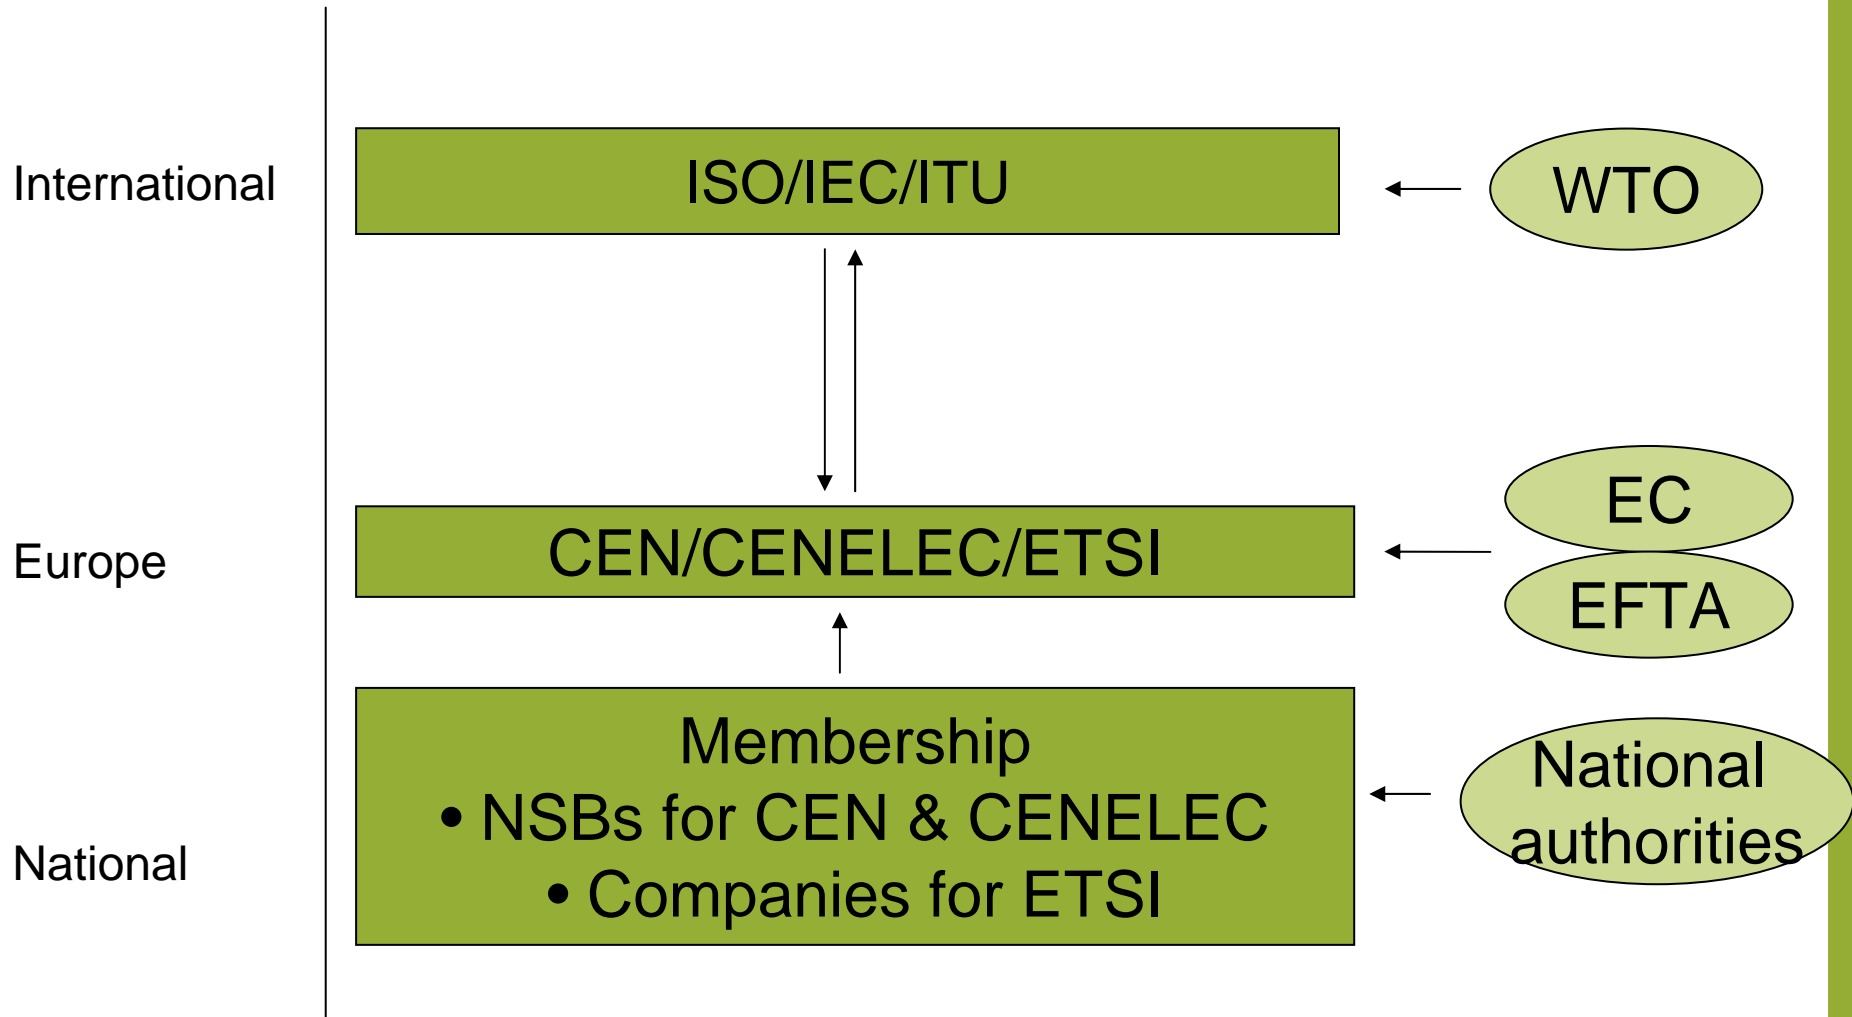 International
ISO/IEC/ITU
WTO
Europe
CEN/CENELEC/ETSI
EC
EFTA
National
Membership
• NSBs for CEN & CENELEC
• Companies for ETSI
National
authorities